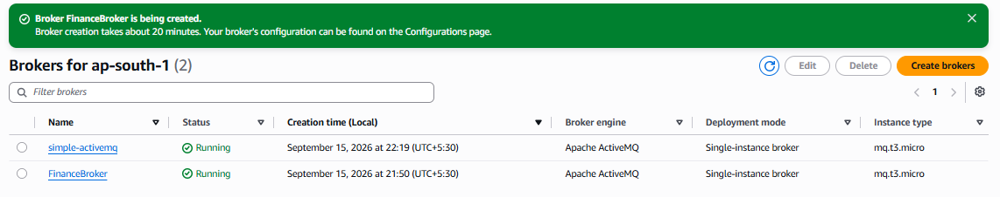 Broker FinanceBroker is being created.
Broker creation takes about 20 minutes. Your broker's configuration can be found on the Configurations page.
Brokers for ap-south-1 (2)
Edit
Delete
Create brokers
Filter brokers
1
Name Status Creation time (Local) Broker engine Deployment mode Instance type
simple-activemq Running September 15, 2026 at 22:19 (UTC+5:30) Apache ActiveMQ Single-instance broker mq.t3.micro
FinanceBroker Running September 15, 2026 at 21:50 (UTC+5:30) Apache ActiveMQ Single-instance broker mq.t3.micro